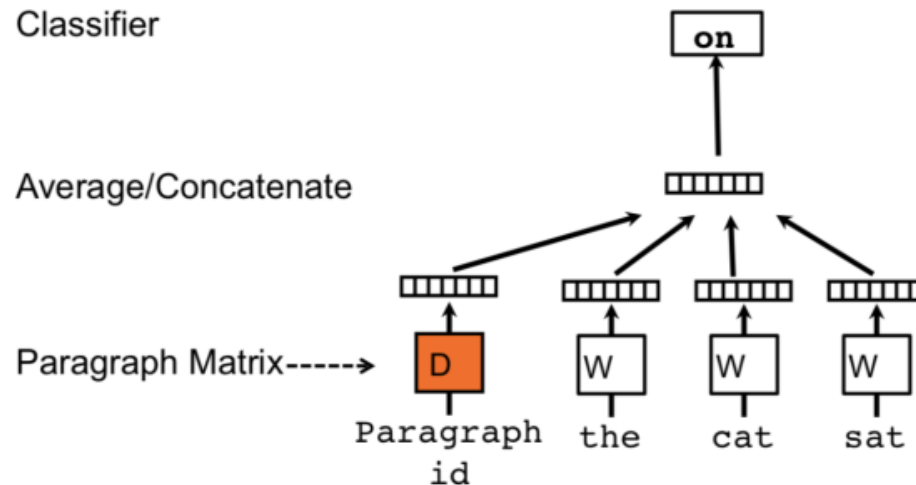 Classifier
on
Average/Concatenate
Paragraph Matrix
D
W
W
W
Paragraph
id
the
cat
sat